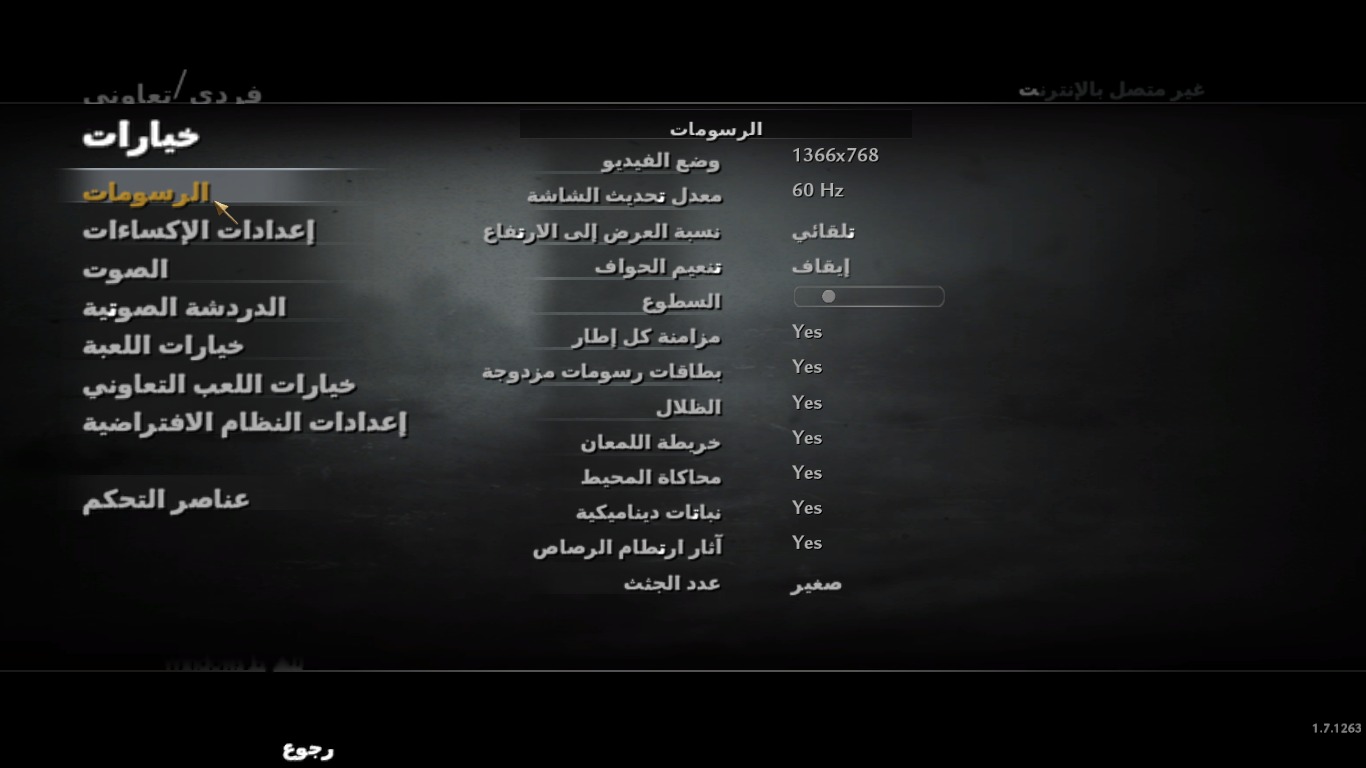 فردي/تعاوني
غير متصل بالإنترنت
خيارات
الرسومات
إعدادات الإكساءات
الصوت
الدردشة الصوتية
خيارات اللعبة
خيارات اللعب التعاوني
إعدادات النظام الافتراضية
عناصر التحكم
الرسومات
وضع الفيديو 1366x768
معدل تحديث الشاشة 60 Hz
نسبة العرض إلى الارتفاع تلقائي
تنعيم الحواف إيقاف
السطوع
مزامنة كل إطار Yes
بطاقات رسومات مزدوجة Yes
الظلال Yes
خريطة اللمعان Yes
محاكاة المحيط Yes
نباتات ديناميكية Yes
آثار ارتطام الرصاص Yes
عدد الجثث صغير
رجوع
1.7.1263